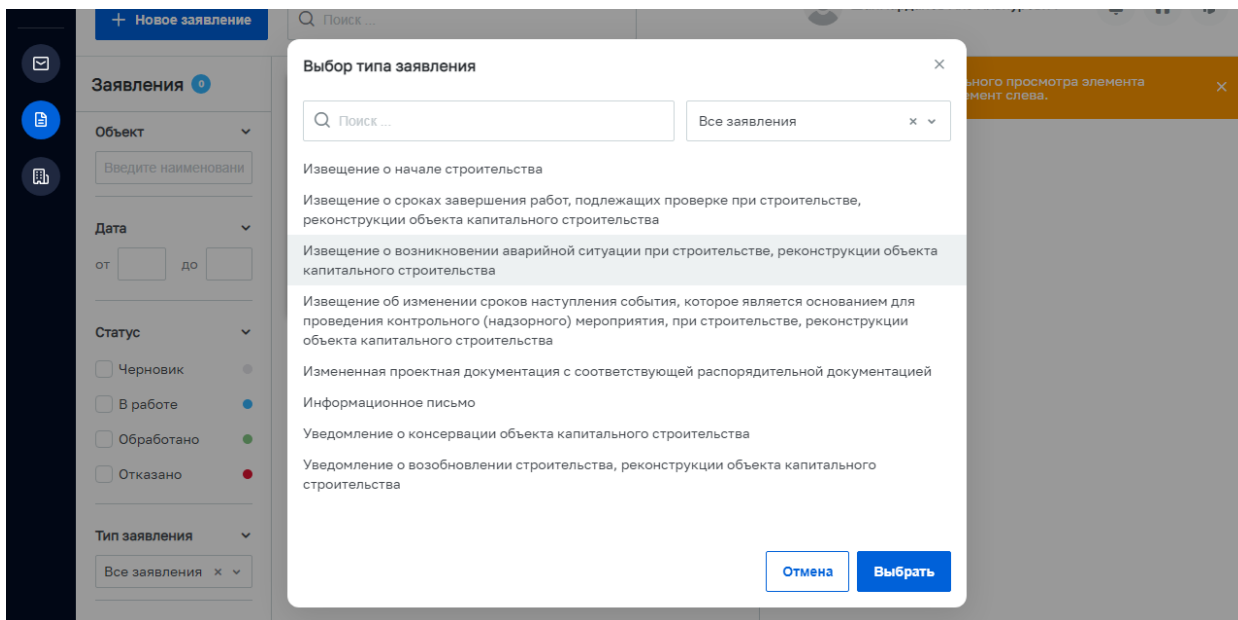 + Новое заявление
Поиск ...
Заявления 0
Объект
Введите наименовани
Дата
от
до
Статус
Черновик
В работе
Обработано
Отказано
Тип заявления
Все заявления
Выбор типа заявления
Поиск ...
Все заявления
Извещение о начале строительства
Извещение о сроках завершения работ, подлежащих проверке при строительстве,
реконструкции объекта капитального строительства
Извещение о возникновении аварийной ситуации при строительстве, реконструкции объекта
капитального строительства
Извещение об изменении сроков наступления события, которое является основанием для
проведения контрольного (надзорного) мероприятия, при строительстве, реконструкции
объекта капитального строительства
Измененная проектная документация с соответствующей распорядительной документацией
Информационное письмо
Уведомление о консервации объекта капитального строительства
Уведомление о возобновлении строительства, реконструкции объекта капитального
строительства
Отмена
Выбрать
ьного просмотра элемента
емент слева.